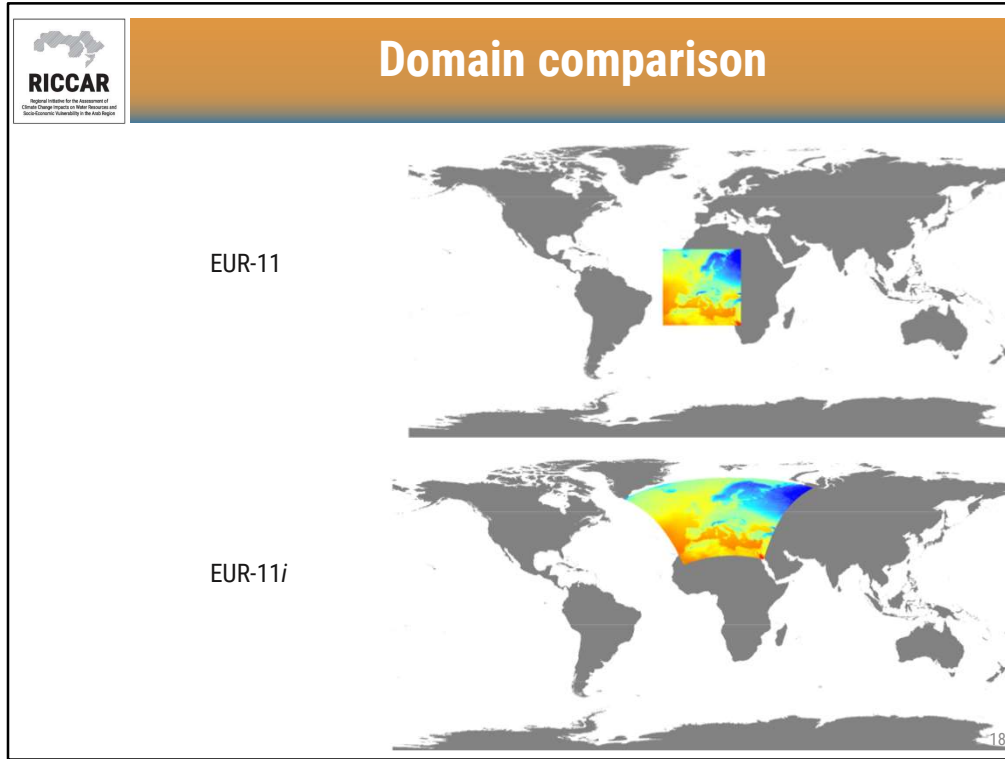 RICCAR
Regional Initiative for the Assessment of
Climate Change Impacts on Water Resources and
Socio-Economic Vulnerability in the Arab Region
Domain comparison
EUR-11
EUR-11i
18